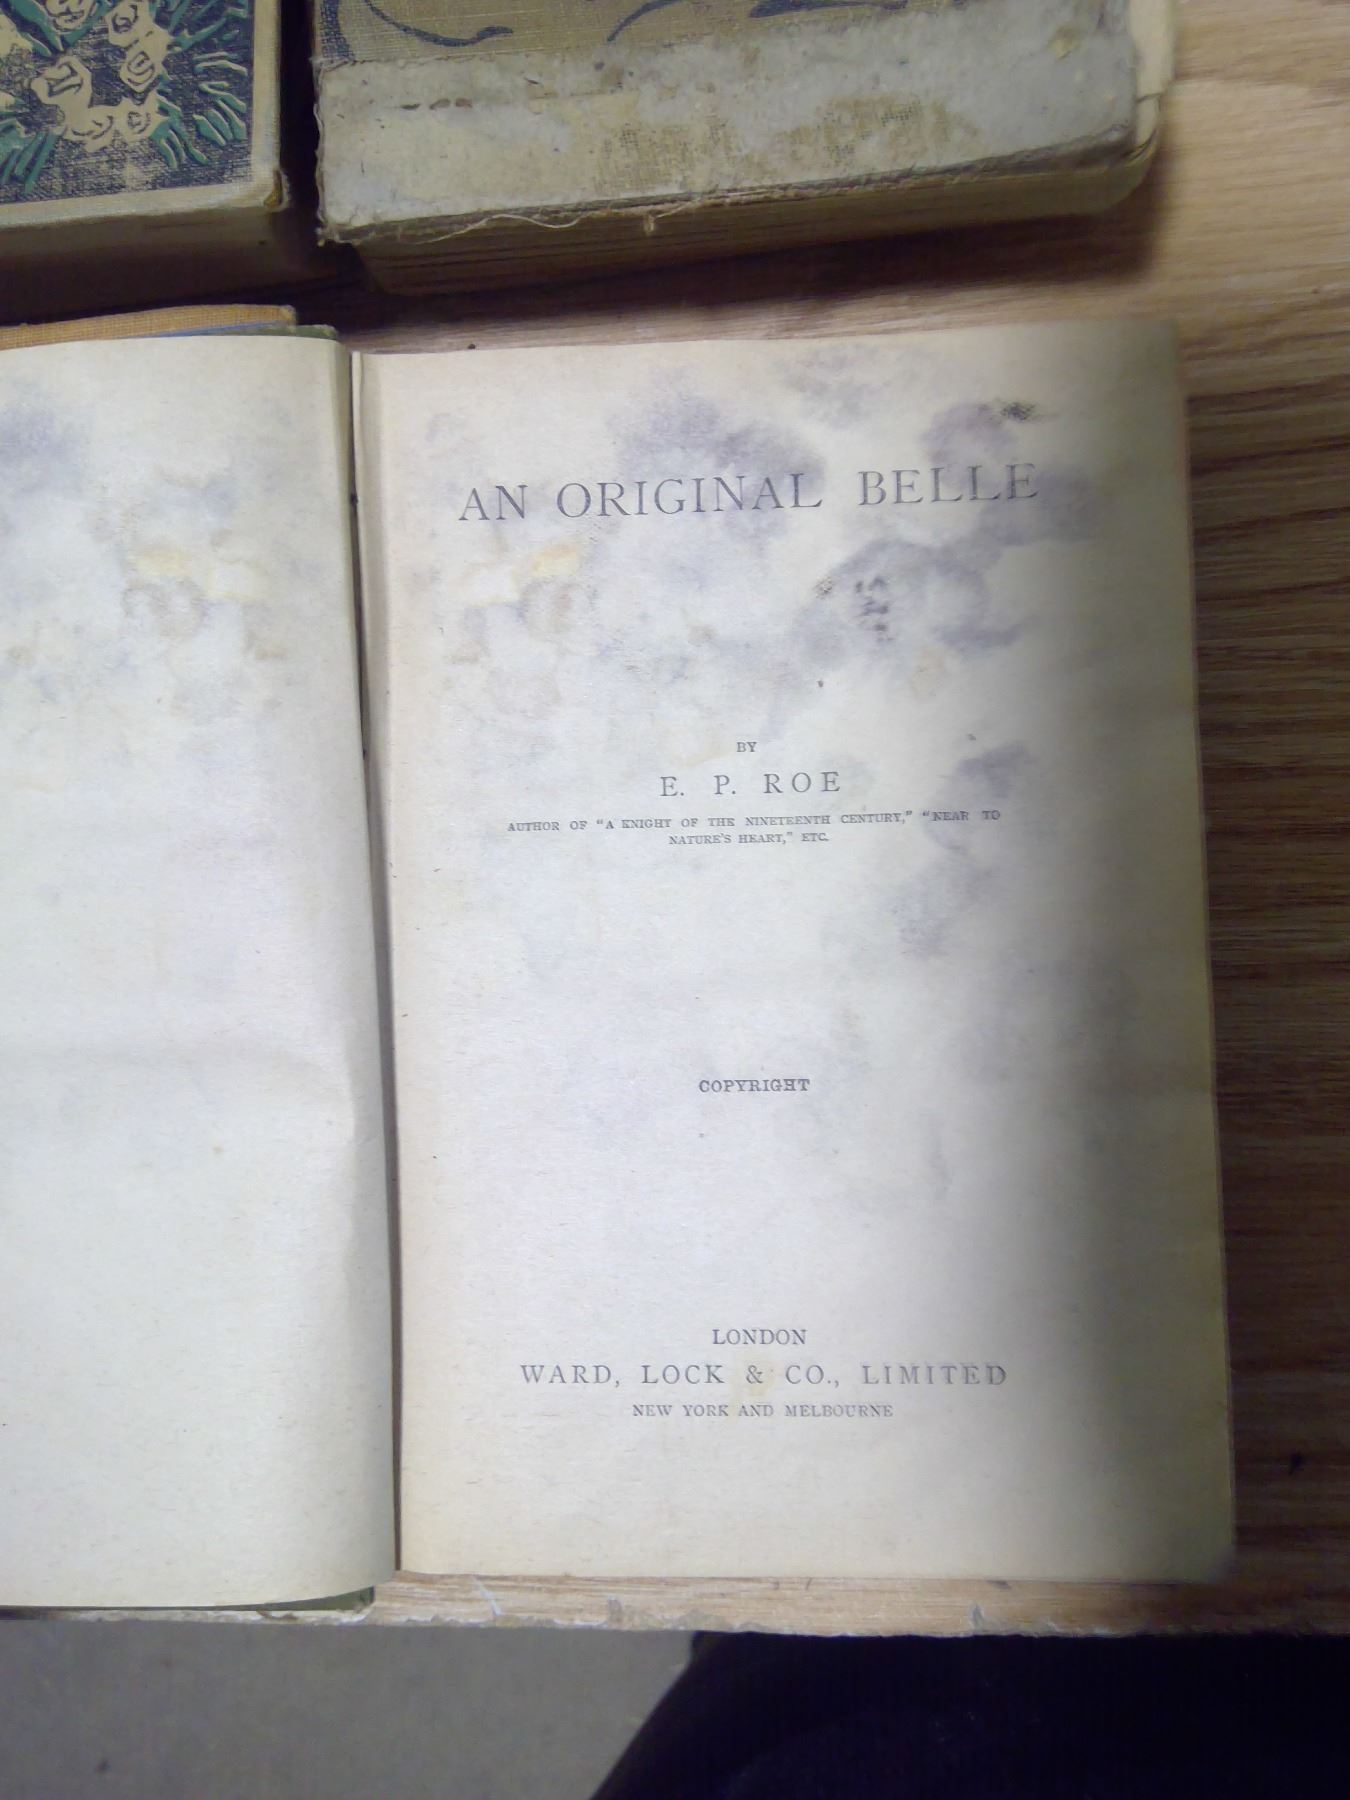 AN ORIGINAL BELLE
BY
E. P. ROE
AUTHOR OF "A KNIGHT OF THE NINETEENTH CENTURY," "NEAR TO
NATURE'S HEART," ETC.
COPYRIGHT
LONDON
WARD, LOCK & CO., LIMITED
NEW YORK AND MELBOURNE